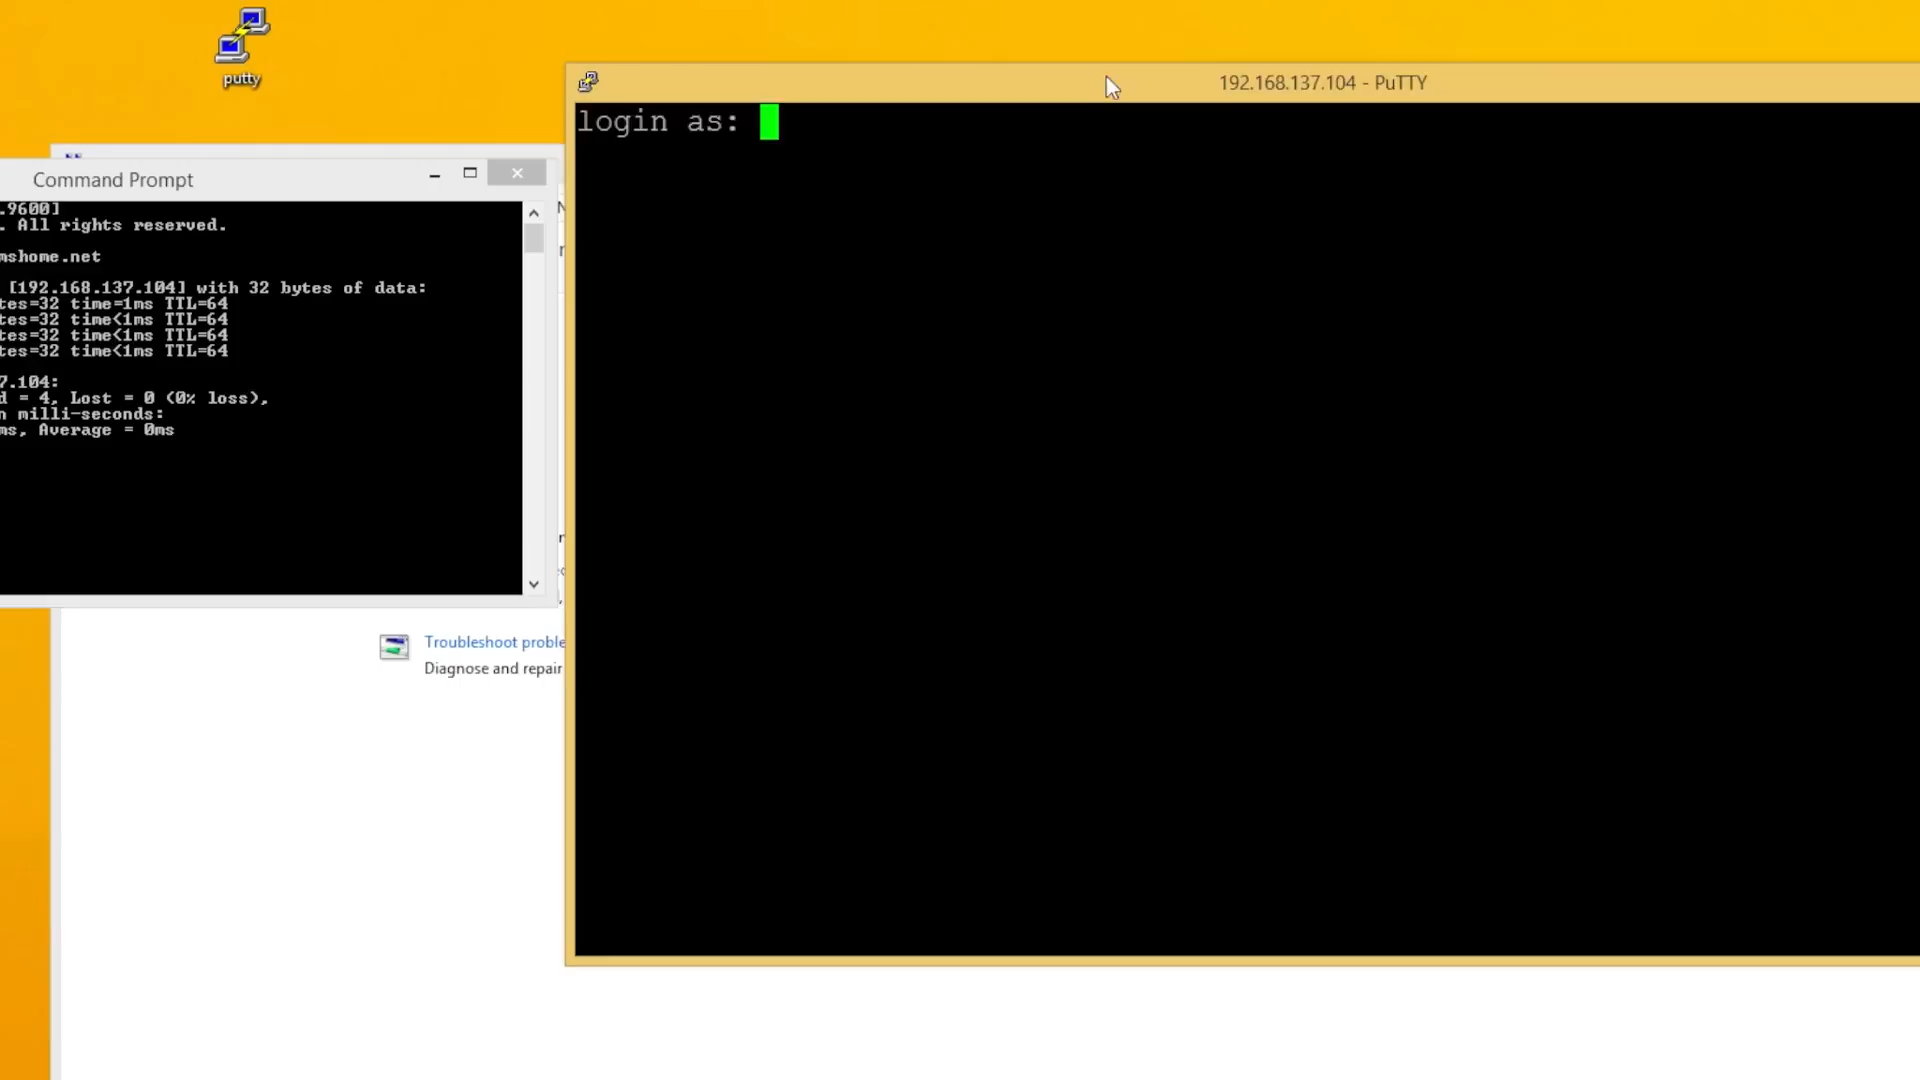 putty
192.168.137.104 - PuTTY
login as:
Command Prompt
.9600]
. All rights reserved.
mshome.net
[192.168.137.104] with 32 bytes of data:
tes=32 time=1ms TTL=64
tes=32 time<1ms TTL=64
tes=32 time<1ms TTL=64
tes=32 time<1ms TTL=64
7.104:
d = 4, Lost = 0 (0% loss),
n milli-seconds:
ms, Average = 0ms
Troubleshoot proble
Diagnose and repair